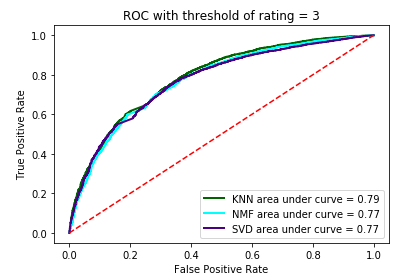 ROC with threshold of rating = 3
1.0
0.8
0.6
0.4
0.2
0.0
True Positive Rate
KNN area under curve = 0.79
NMF area under curve = 0.77
SVD area under curve = 0.77
0.0 0.2 0.4 0.6 0.8 1.0
False Positive Rate